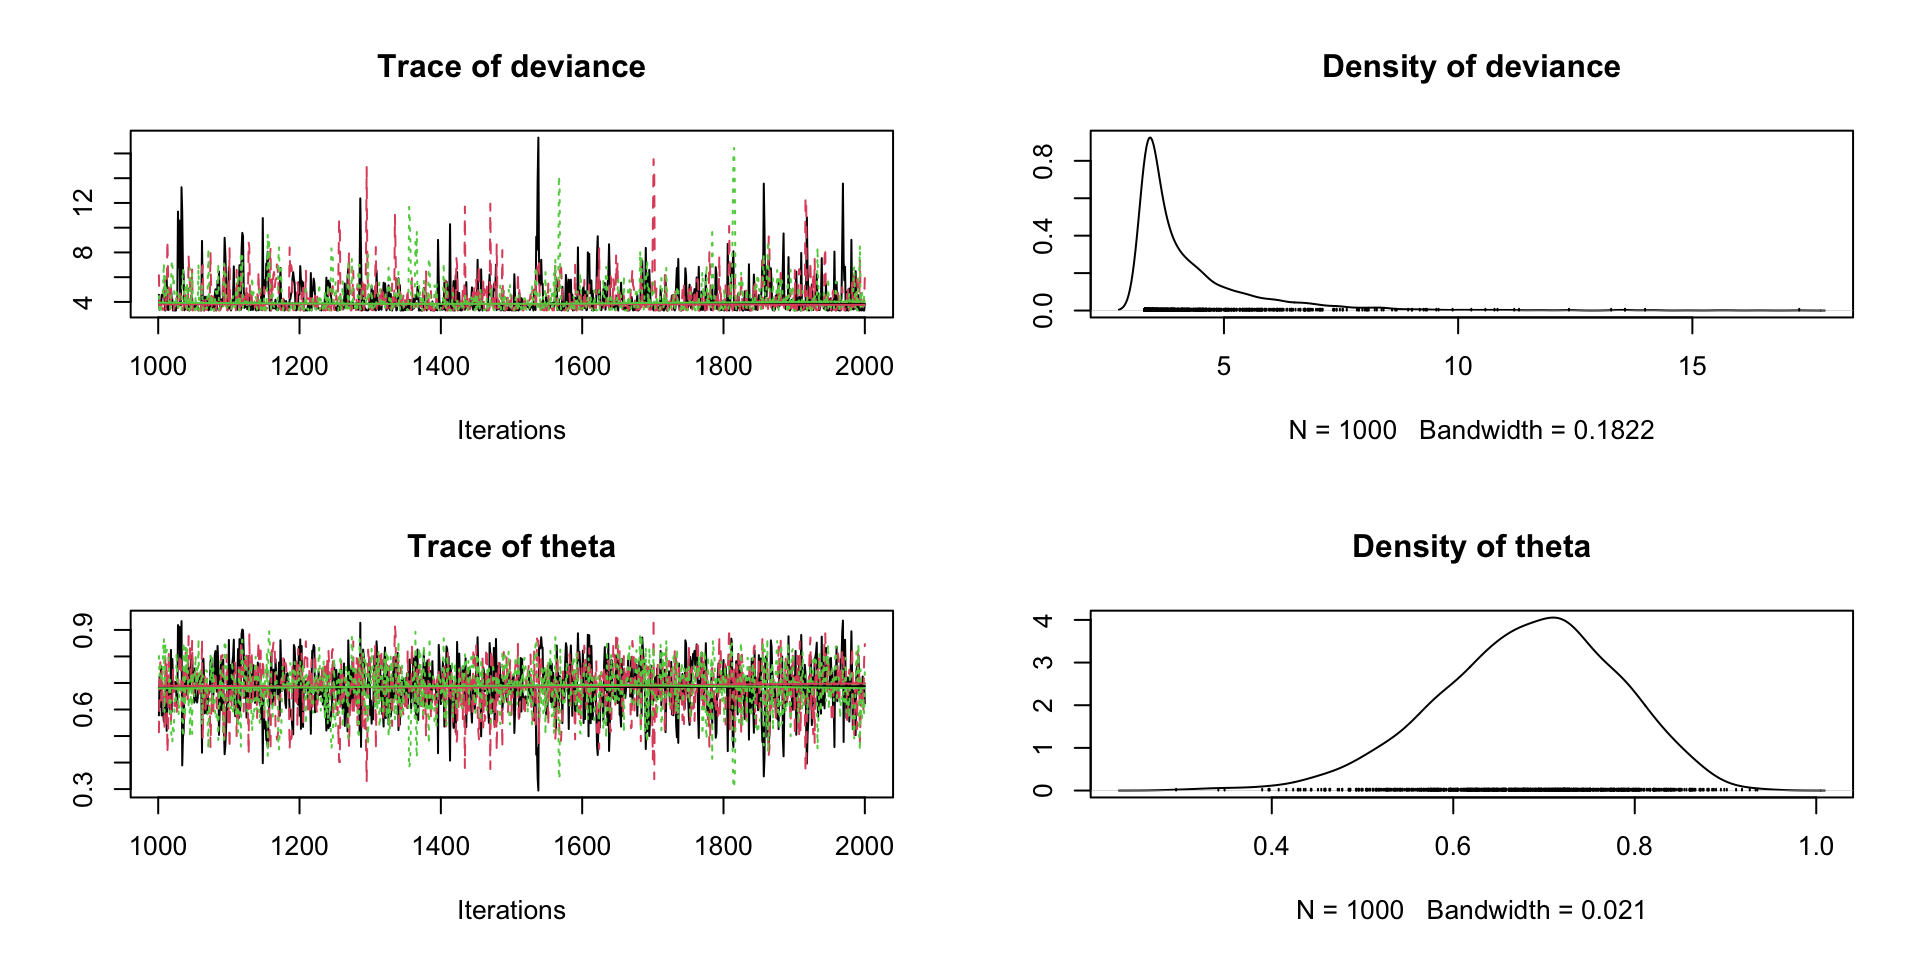 Trace of deviance
12
8
4
1000 1200 1400 1600 1800 2000
Iterations
Density of deviance
0.8
0.4
0.0
5 10 15
N = 1000 Bandwidth = 0.1822
Trace of theta
0.9
0.6
0.3
1000 1200 1400 1600 1800 2000
Iterations
Density of theta
4
3
2
1
0
0.4 0.6 0.8 1.0
N = 1000 Bandwidth = 0.021